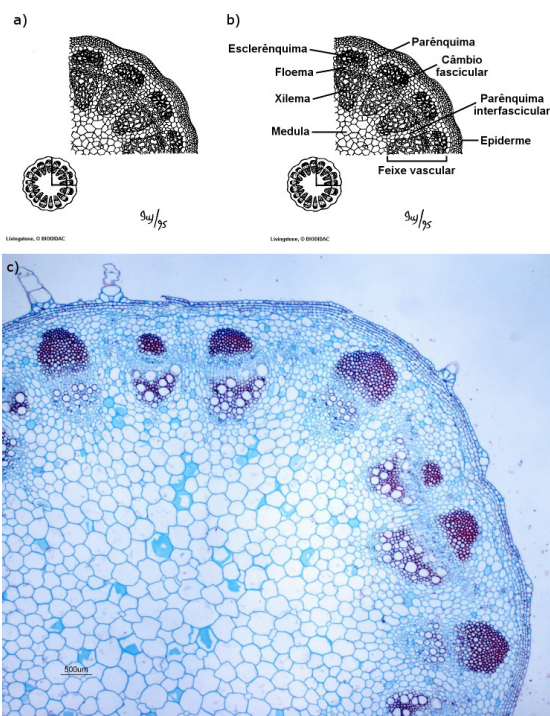 a)
b)
Esclerênquima
Parênquima
Floema
Câmbio
fascicular
Xilema
Parênquima
interfascicular
Medula
Epiderme
Feixe vascular
Livingstone, © BIODIDAC
Livingstone, © BIODIDAC
c)
500um